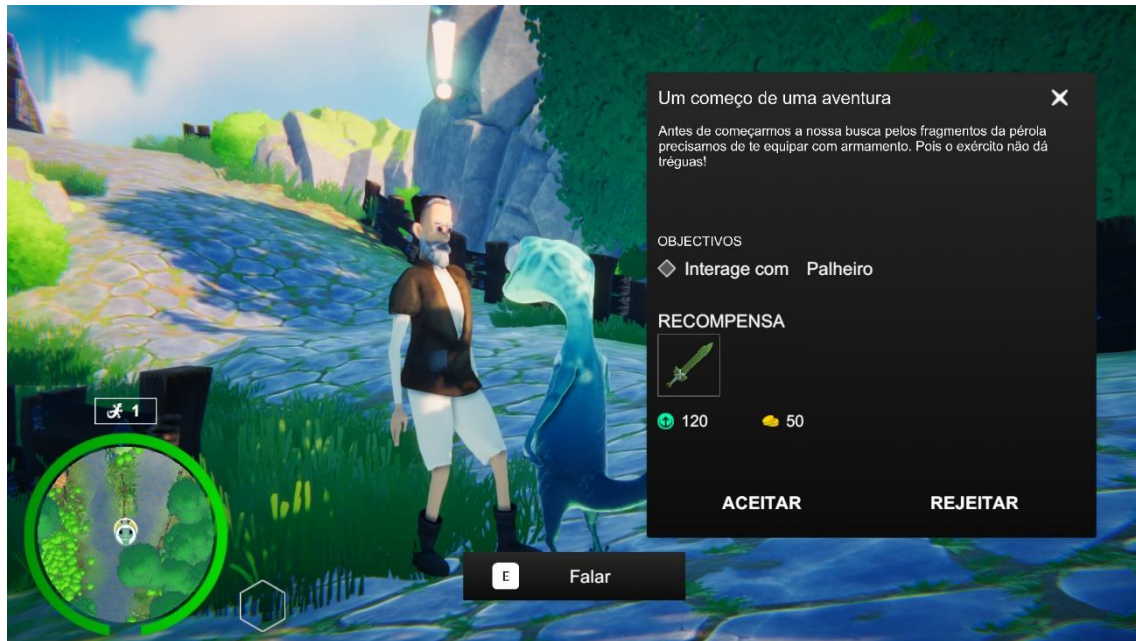 Um começo de uma aventura
Antes de começarmos a nossa busca pelos fragmentos da pérola
precisamos de te equipar com armamento. Pois o exército não dá
tréguas!
OBJECTIVOS
Interage com Palheiro
RECOMPENSA
120 50
ACEITAR REJEITAR
1
E Falar